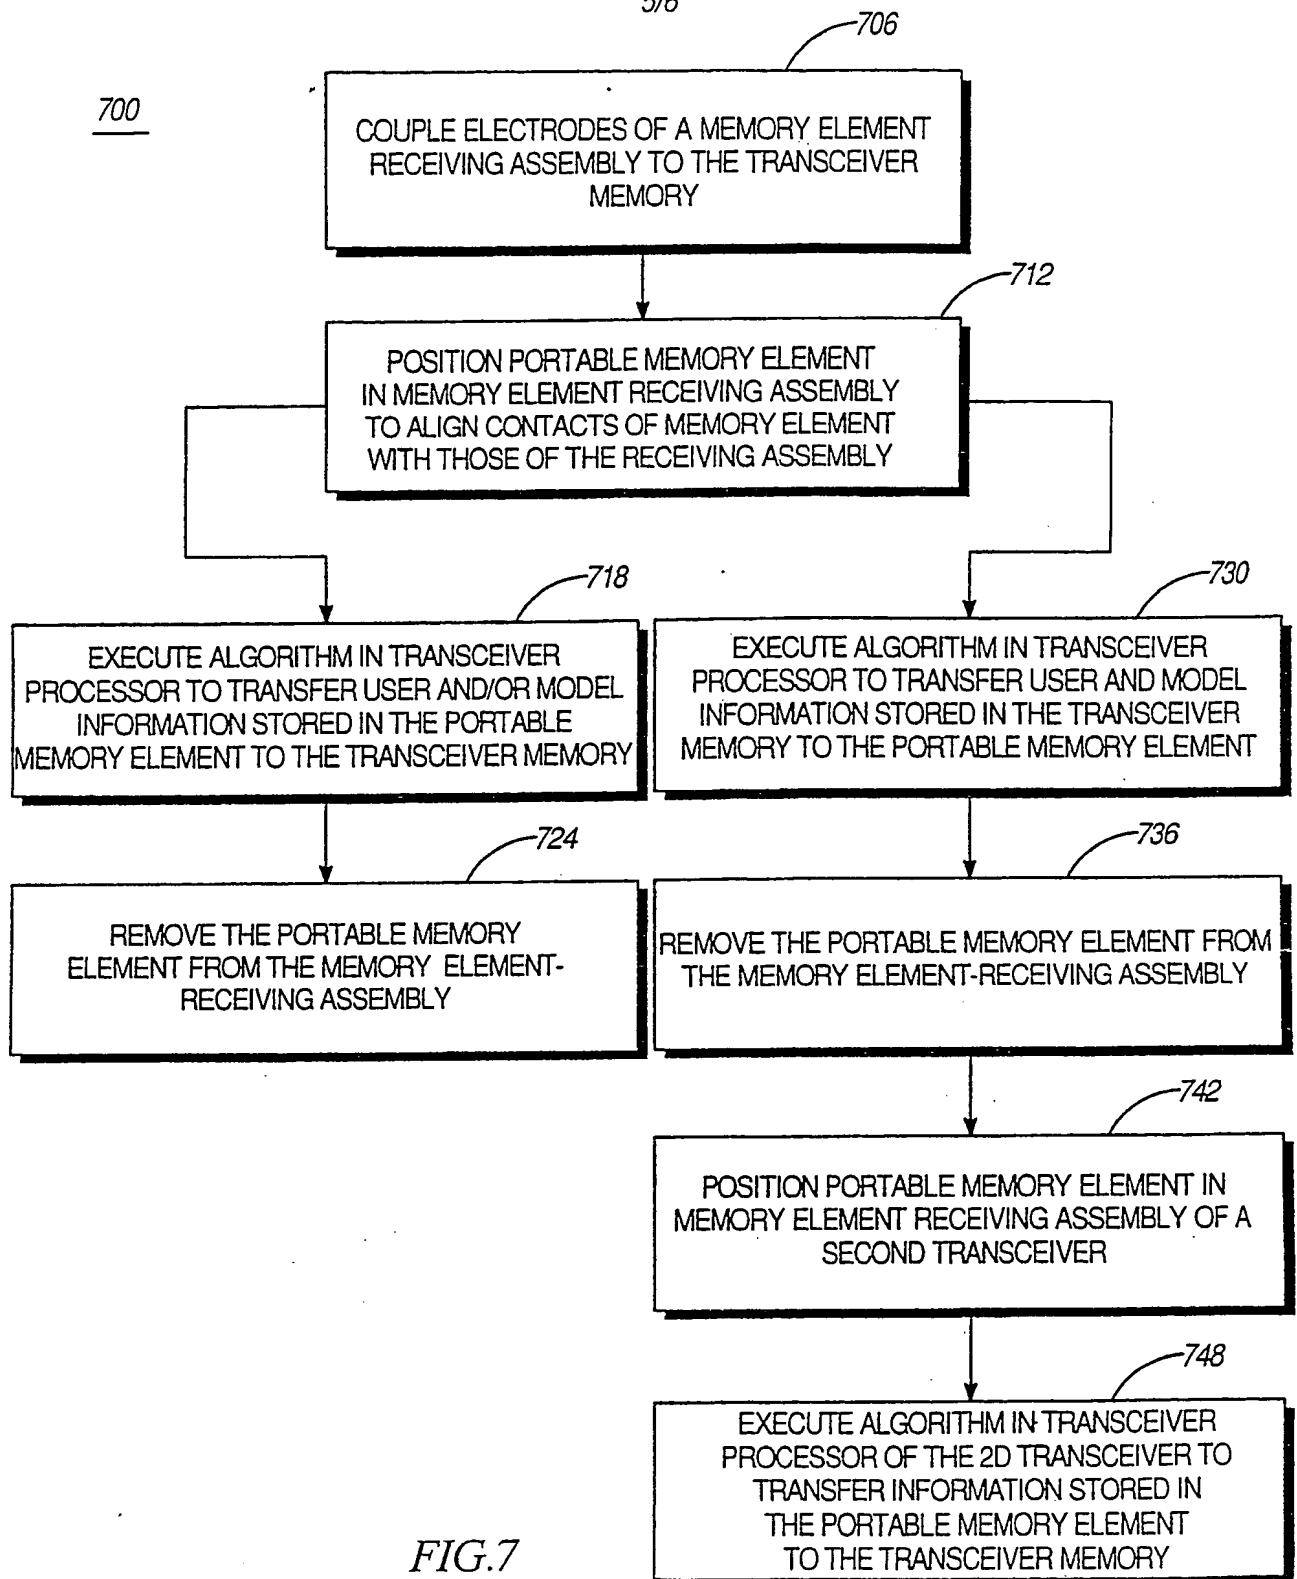 5/6
706
700
COUPLE ELECTRODES OF A MEMORY ELEMENT
RECEIVING ASSEMBLY TO THE TRANSCEIVER
MEMORY
712
POSITION PORTABLE MEMORY ELEMENT
IN MEMORY ELEMENT RECEIVING ASSEMBLY
TO ALIGN CONTACTS OF MEMORY ELEMENT
WITH THOSE OF THE RECEIVING ASSEMBLY
718
EXECUTE ALGORITHM IN TRANSCEIVER
PROCESSOR TO TRANSFER USER AND/OR MODEL
INFORMATION STORED IN THE PORTABLE
MEMORY ELEMENT TO THE TRANSCEIVER MEMORY
730
EXECUTE ALGORITHM IN TRANSCEIVER
PROCESSOR TO TRANSFER USER AND MODEL
INFORMATION STORED IN THE TRANSCEIVER
MEMORY TO THE PORTABLE MEMORY ELEMENT
724
REMOVE THE PORTABLE MEMORY
ELEMENT FROM THE MEMORY ELEMENT-
RECEIVING ASSEMBLY
736
REMOVE THE PORTABLE MEMORY ELEMENT FROM
THE MEMORY ELEMENT-RECEIVING ASSEMBLY
742
POSITION PORTABLE MEMORY ELEMENT IN
MEMORY ELEMENT RECEIVING ASSEMBLY OF A
SECOND TRANSCEIVER
748
EXECUTE ALGORITHM IN TRANSCEIVER
PROCESSOR OF THE 2D TRANSCEIVER TO
TRANSFER INFORMATION STORED IN
THE PORTABLE MEMORY ELEMENT
TO THE TRANSCEIVER MEMORY
FIG.7